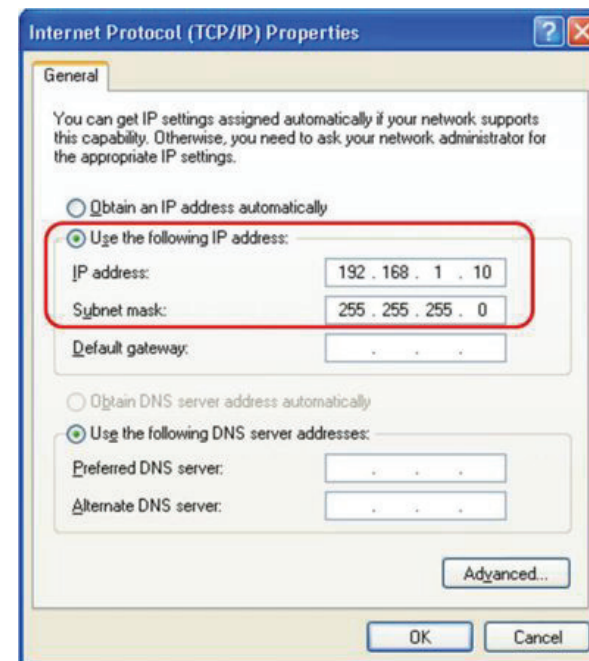 Internet Protocol (TCP/IP) Properties
General
You can get IP settings assigned automatically if your network supports
this capability. Otherwise, you need to ask your network administrator for
the appropriate IP settings.
Obtain an IP address automatically
Use the following IP address:
IP address: 192 . 168 . 1 . 10
Subnet mask: 255 . 255 . 255 . 0
Default gateway: . . .
Obtain DNS server address automatically
Use the following DNS server addresses:
Preferred DNS server: . . .
Alternate DNS server: . . .
Advanced...
OK Cancel